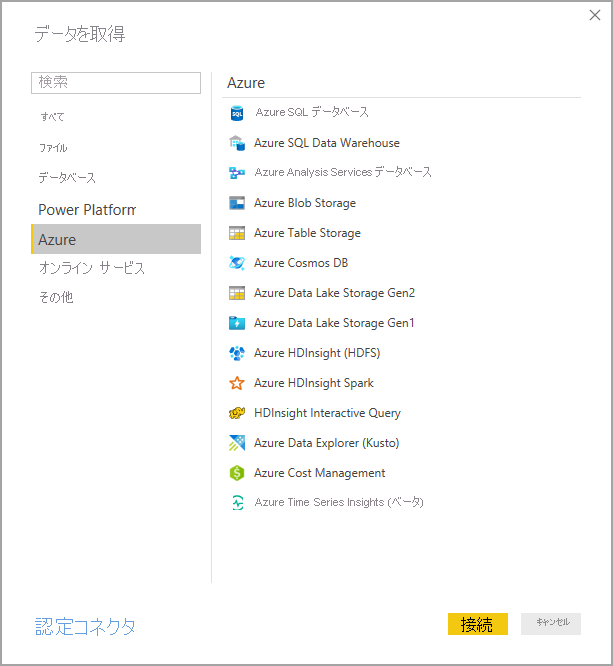 データを取得
検索
すべて
ファイル
データベース
Power Platform
Azure
オンライン サービス
その他
Azure
Azure SQL データベース
Azure SQL Data Warehouse
Azure Analysis Services データベース
Azure Blob Storage
Azure Table Storage
Azure Cosmos DB
Azure Data Lake Storage Gen2
Azure Data Lake Storage Gen1
Azure HDInsight (HDFS)
Azure HDInsight Spark
HDInsight Interactive Query
Azure Data Explorer (Kusto)
Azure Cost Management
Azure Time Series Insights (ベータ)
認定コネクタ
接続
キャンセル